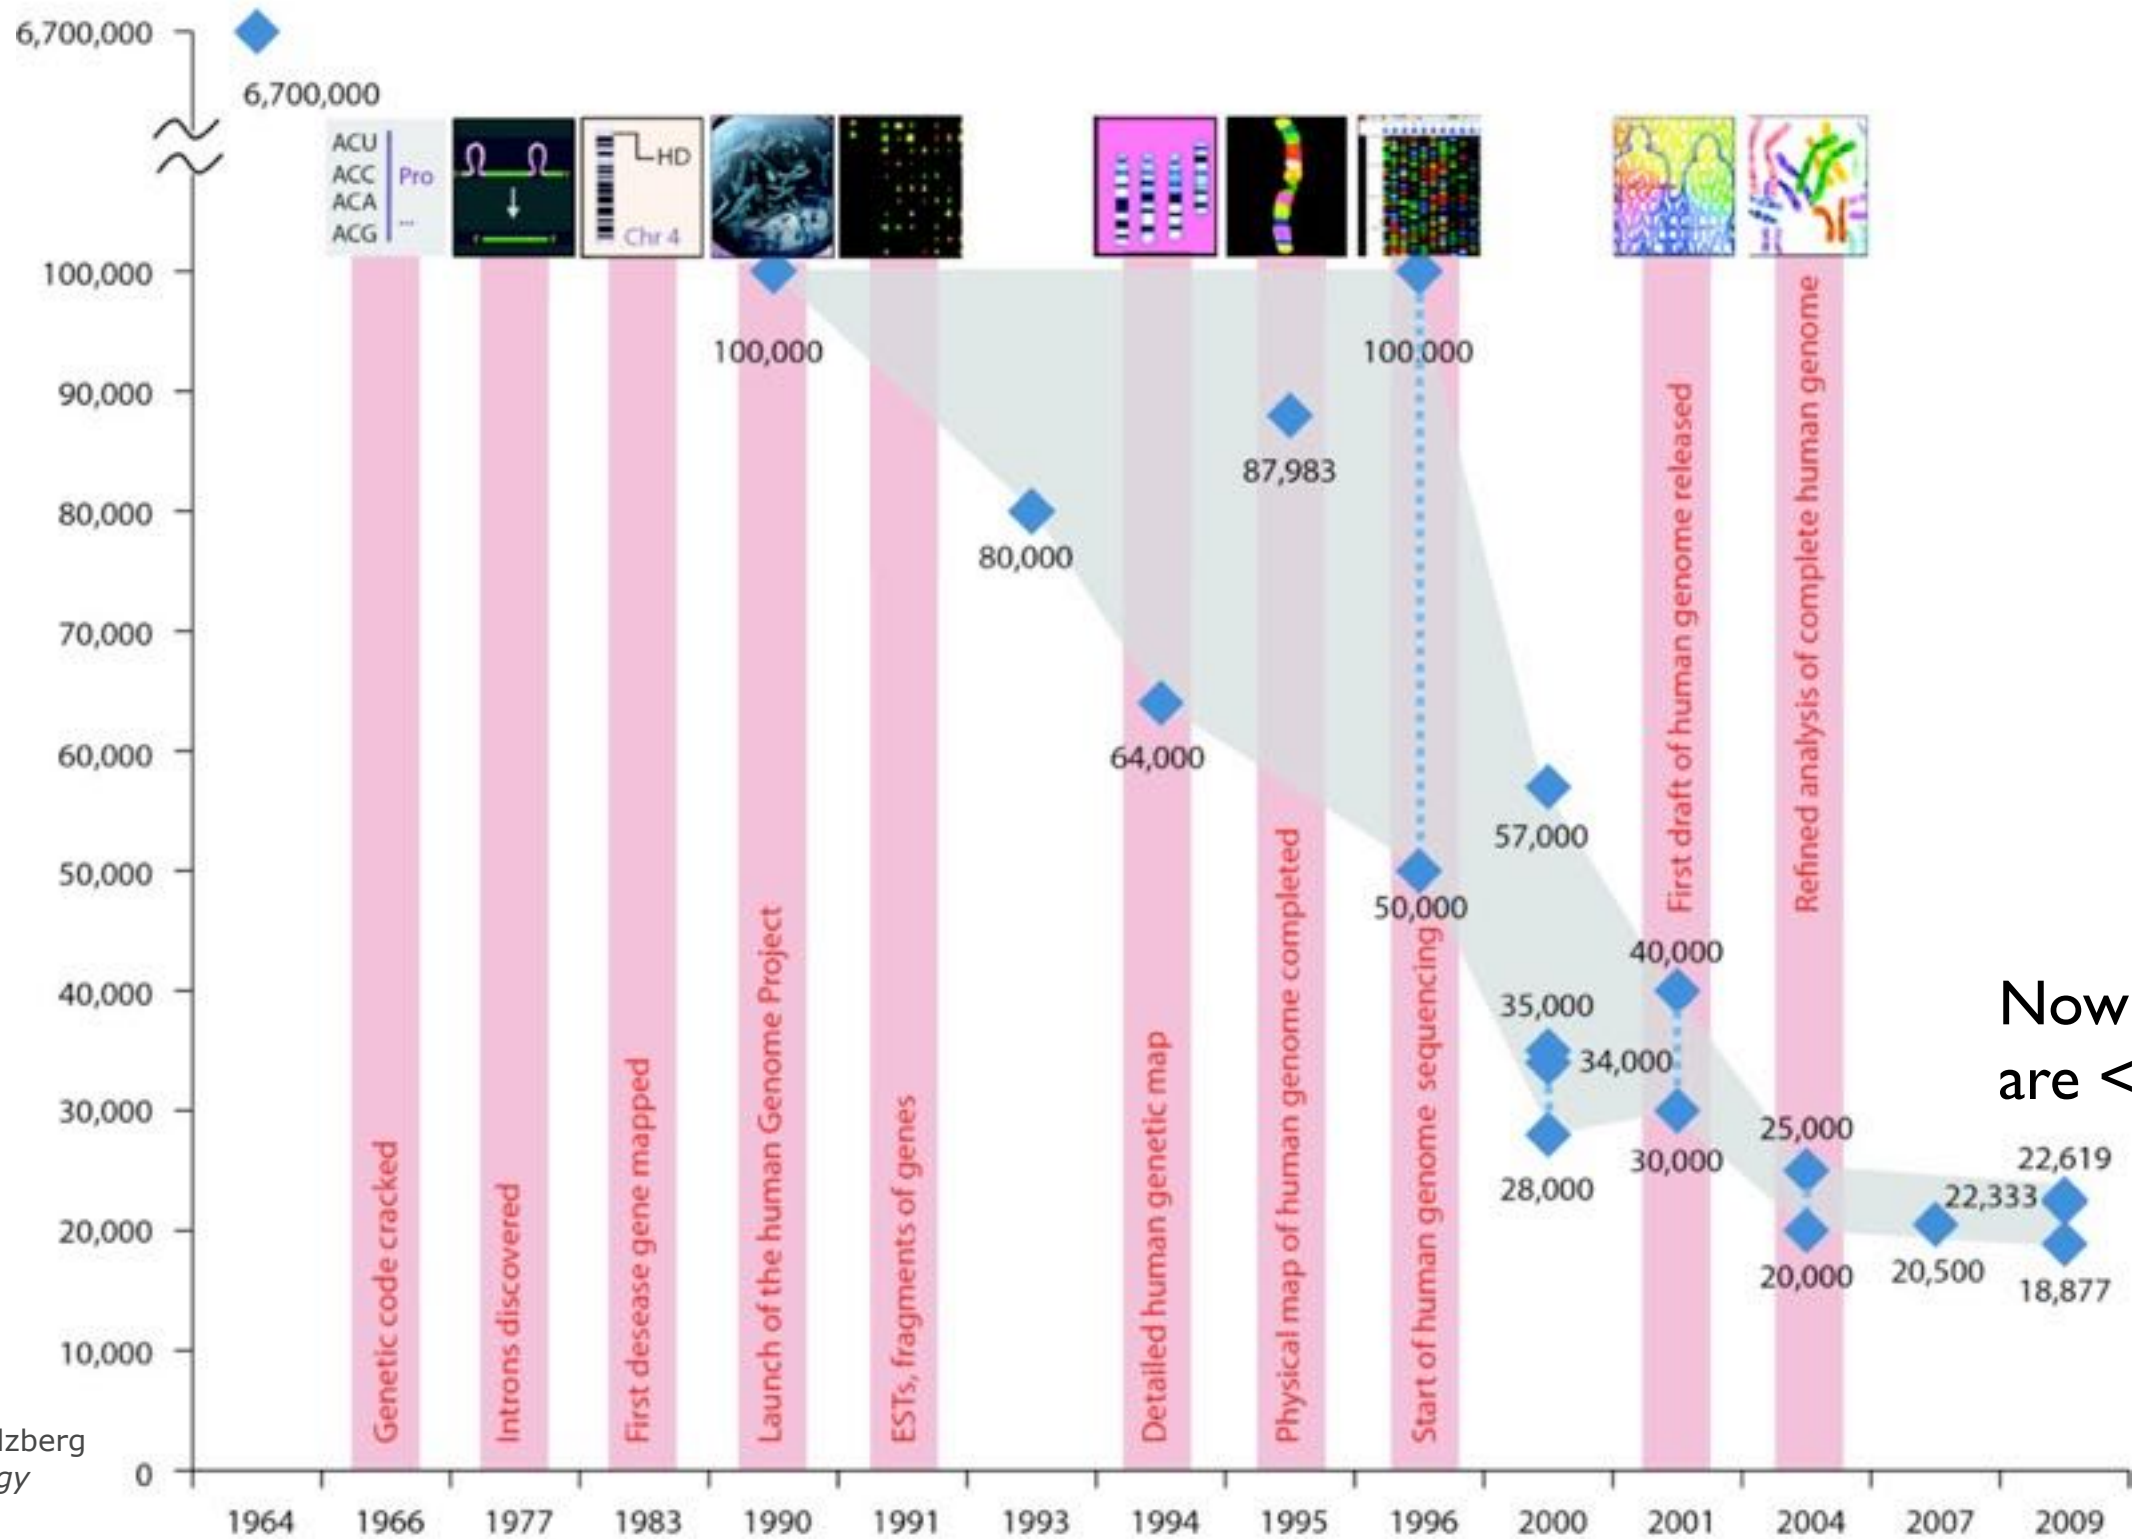 6,700,000
6,700,000
ACU
ACC
ACA
ACG
Pro
...
HD
Chr 4
100,000
90,000
80,000
70,000
60,000
50,000
40,000
30,000
20,000
10,000
0
100,000
80,000
64,000
87,983
100,000
50,000
57,000
35,000
34,000
28,000
40,000
30,000
25,000
20,000
20,500
22,619
22,333
18,877
Genetic code cracked
Introns discovered
First desease gene mapped
Launch of the human Genome Project
ESTs, fragments of genes
Detailed human genetic map
Physical map of human genome completed
Start of human genome sequencing
First draft of human genome released
Refined analysis of complete human genome
Now
are <
lzberg
gy
1964 1966 1977 1983 1990 1991 1993 1994 1995 1996 2000 2001 2004 2007 2009